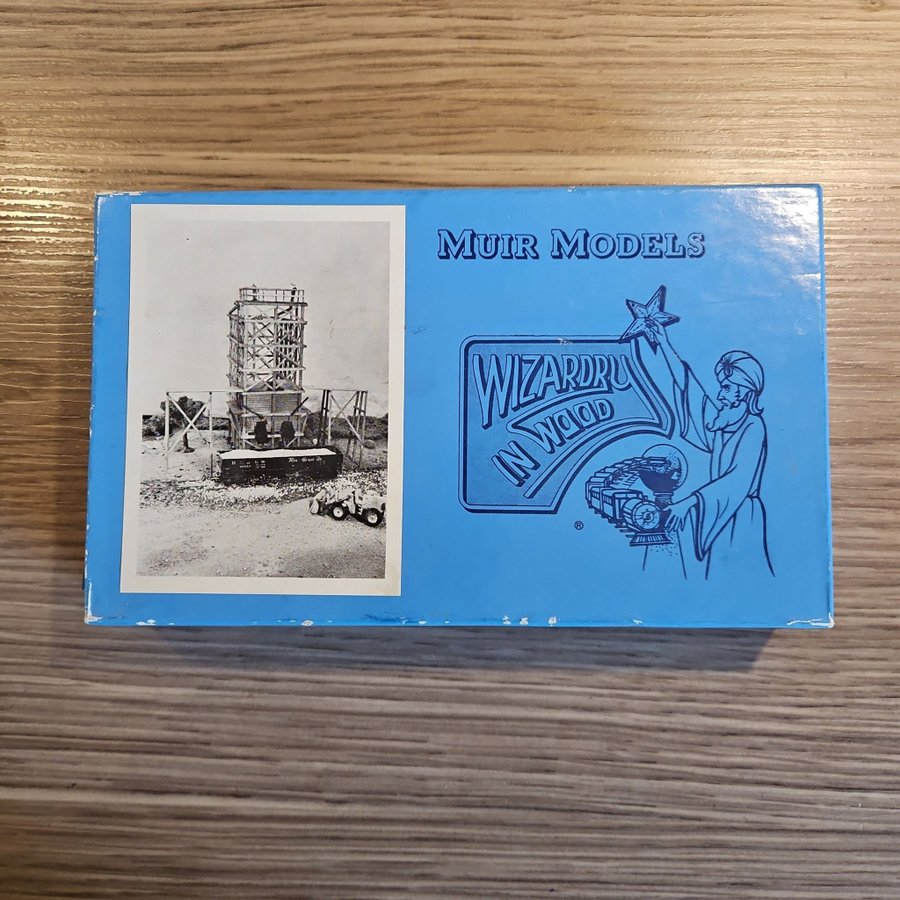 MUIR MODELS
WIZARDRY
IN WOOD
®
Rio Grande